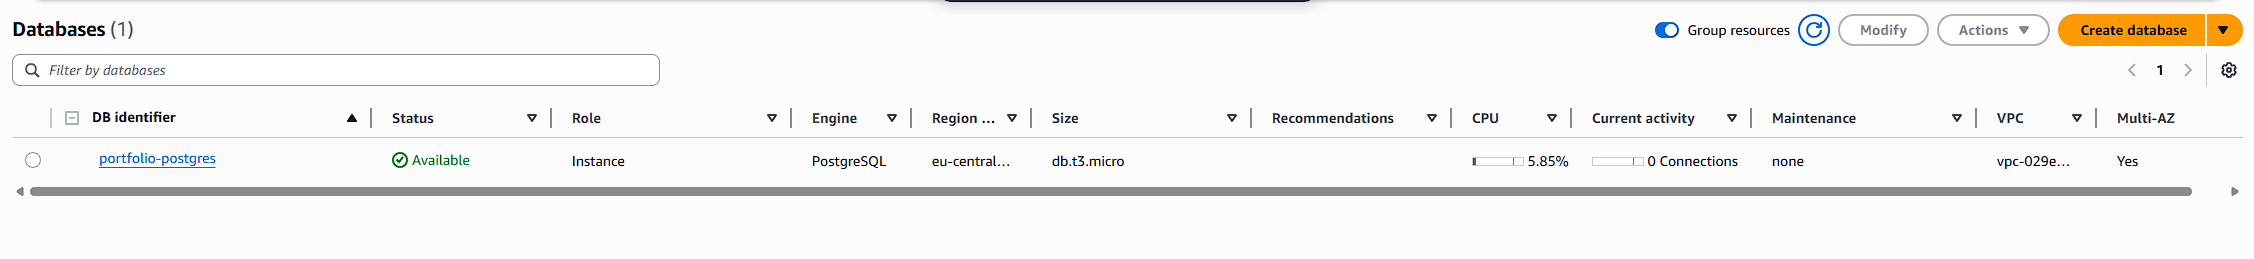 Databases (1)
Group resources
Modify
Actions
Create database
Filter by databases
1
DB identifier Status Role Engine Region ... Size Recommendations CPU Current activity Maintenance VPC Multi-AZ
portfolio-postgres Available Instance PostgreSQL eu-central... db.t3.micro 5.85% 0 Connections none vpc-029e... Yes